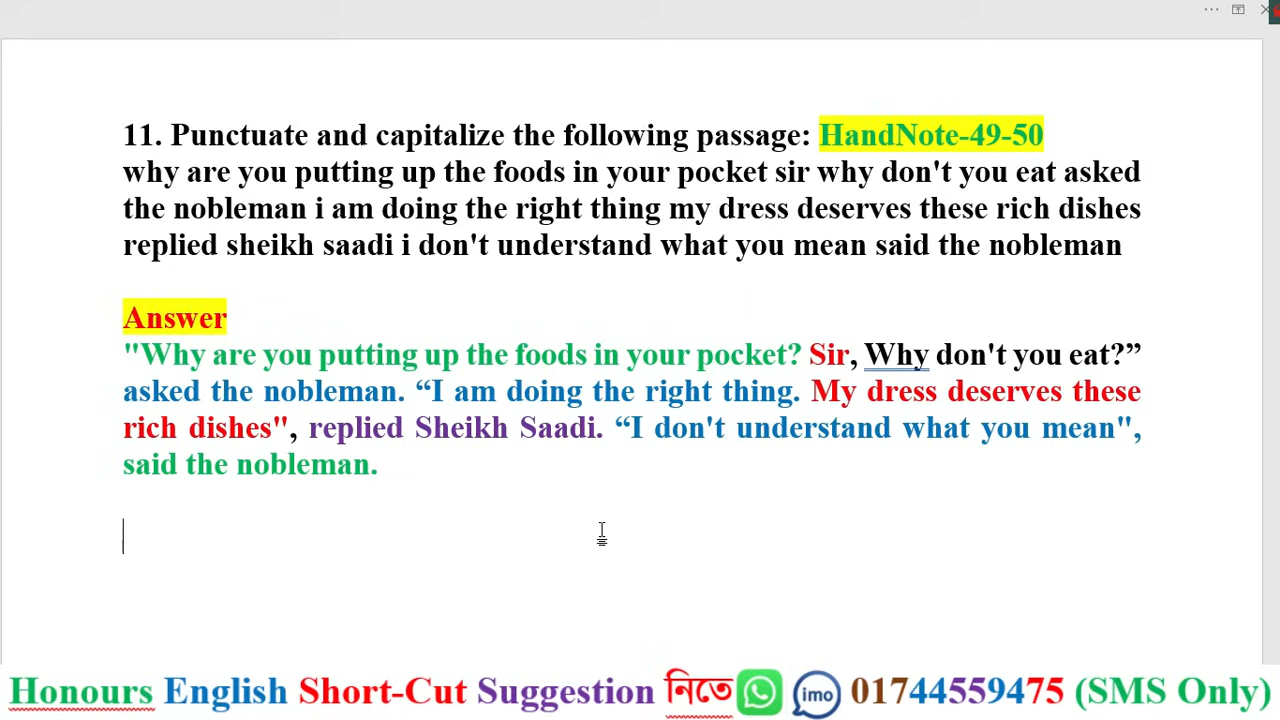 11. Punctuate and capitalize the following passage: HandNote-49-50
why are you putting up the foods in your pocket sir why don't you eat asked
the nobleman i am doing the right thing my dress deserves these rich dishes
replied sheikh saadi i don't understand what you mean said the nobleman
Answer
"Why are you putting up the foods in your pocket? Sir, Why don't you eat?”
asked the nobleman. “I am doing the right thing. My dress deserves these
rich dishes", replied Sheikh Saadi. “I don't understand what you mean",
said the nobleman.
Honours English Short-Cut Suggestion নিতে imo 01744559475 (SMS Only)